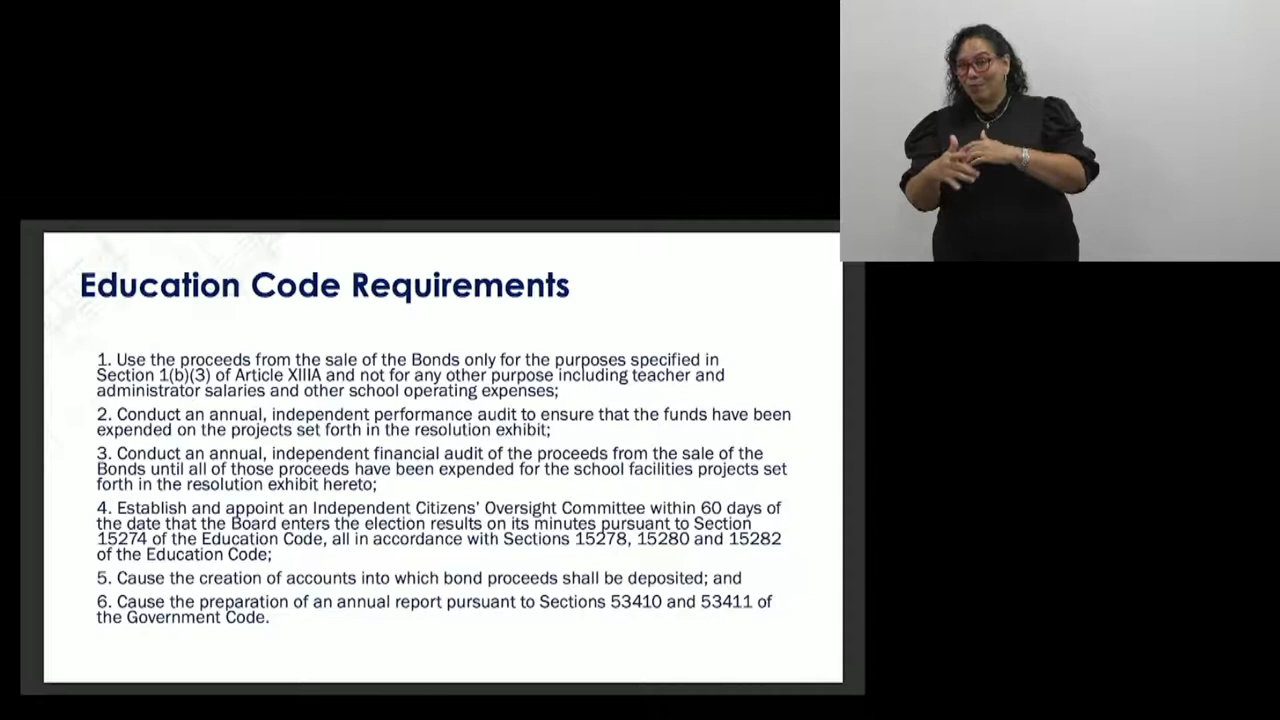 Education Code Requirements
1. Use the proceeds from the sale of the Bonds only for the purposes specified in
Section 1(b)(3) of Article XIIIA and not for any other purpose including teacher and
administrator salaries and other school operating expenses;
2. Conduct an annual, independent performance audit to ensure that the funds have been
expended on the projects set forth in the resolution exhibit;
3. Conduct an annual, independent financial audit of the proceeds from the sale of the
Bonds until all of those proceeds have been expended for the school facilities projects set
forth in the resolution exhibit hereto;
4. Establish and appoint an Independent Citizens’ Oversight Committee within 60 days of
the date that the Board enters the election results on its minutes pursuant to Section
15274 of the Education Code, all in accordance with Sections 15278, 15280 and 15282
of the Education Code;
5. Cause the creation of accounts into which bond proceeds shall be deposited; and
6. Cause the preparation of an annual report pursuant to Sections 53410 and 53411 of
the Government Code.